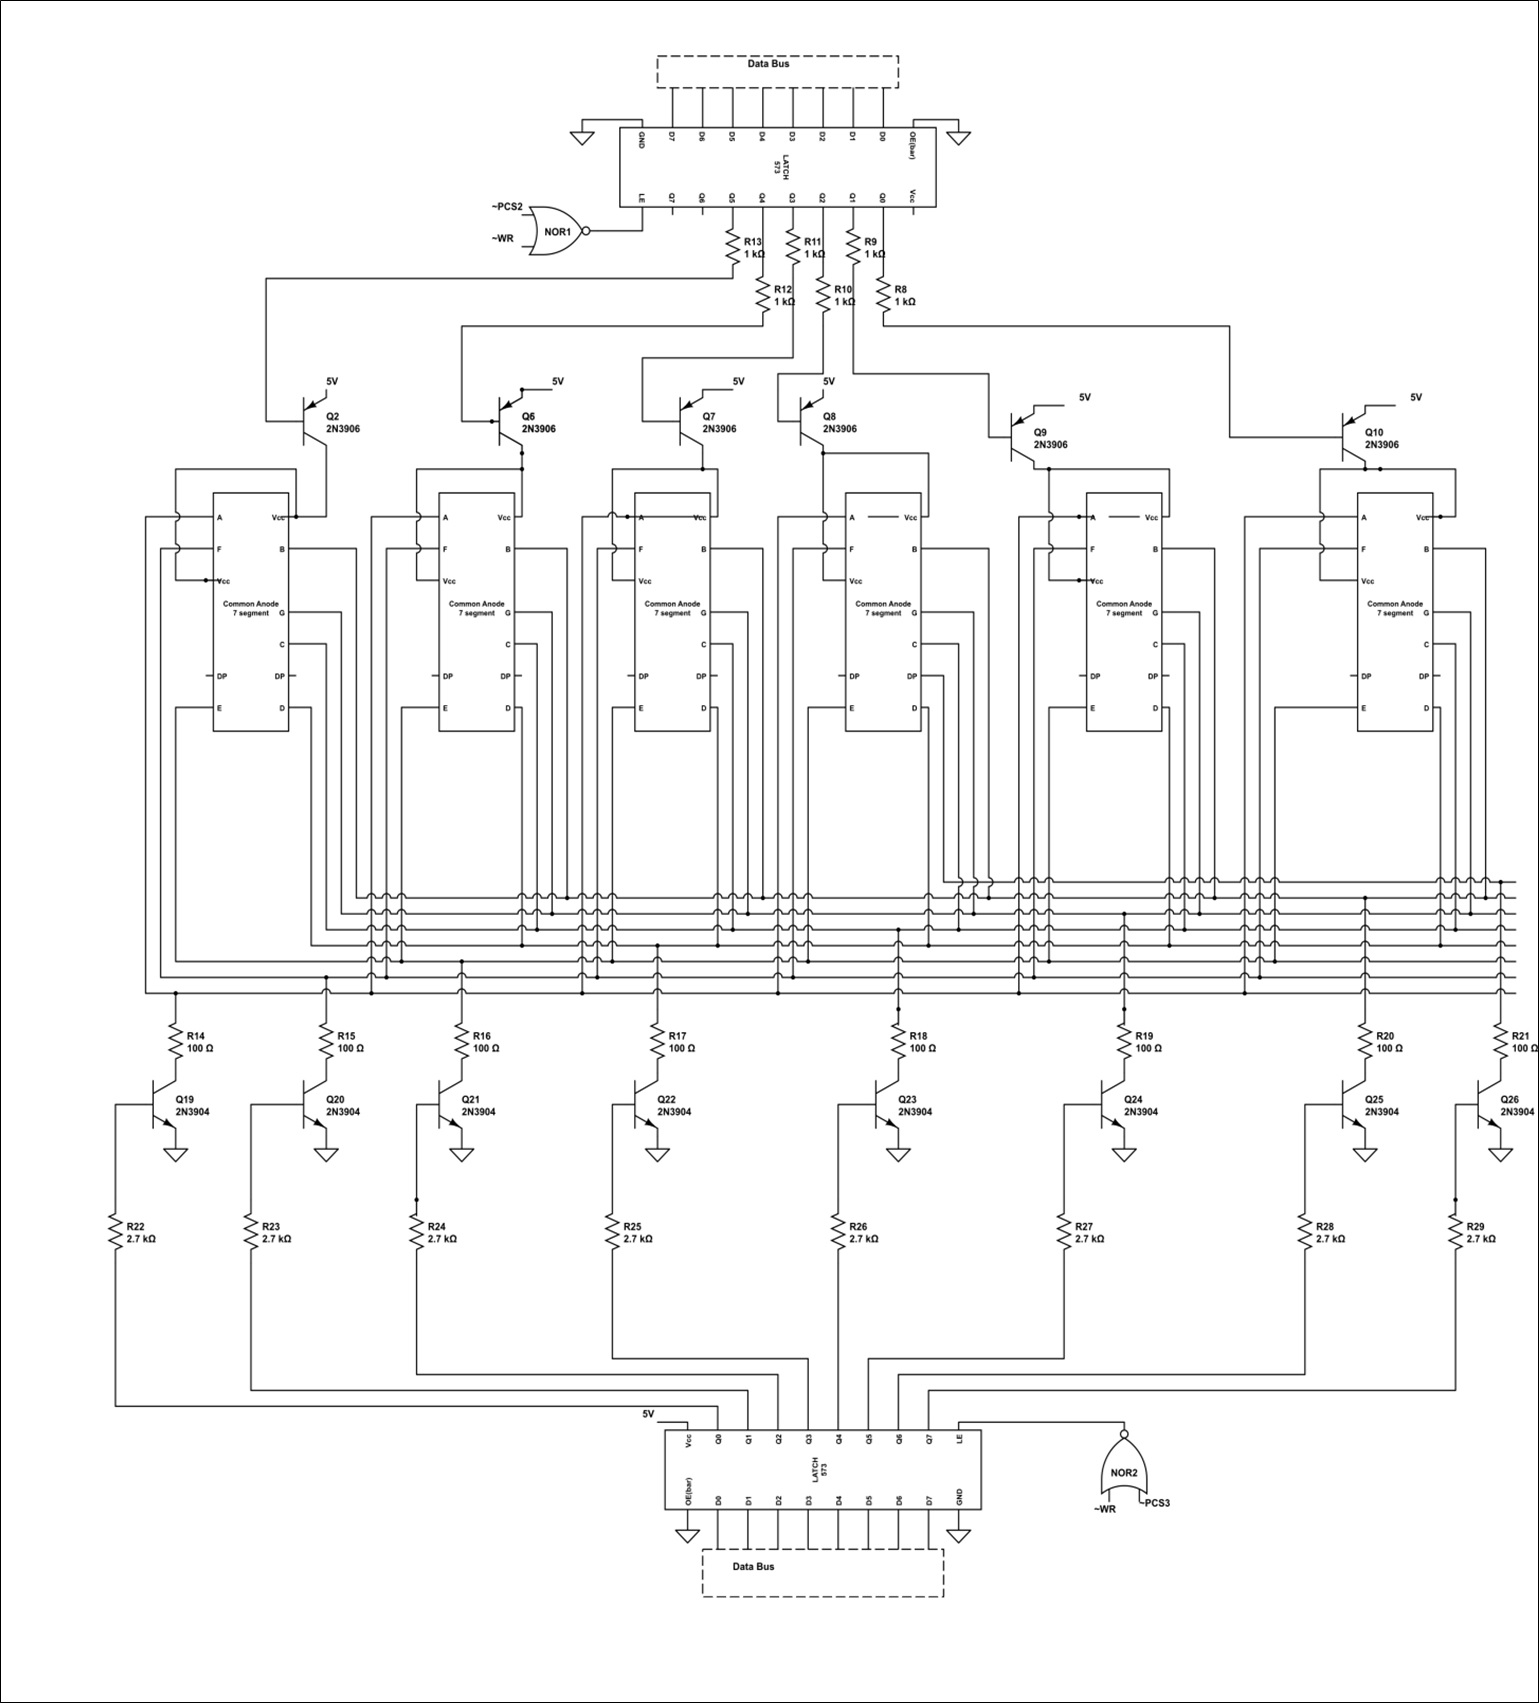 Data Bus
GND
D7
D6
D5
D4
D3
D2
D1
D0
OE(bar)
LATCH
573
LE
Q7
Q6
Q5
Q4
Q3
Q2
Q1
Q0
Vcc
~PCS2
~WR
NOR1
R13
1 kΩ
R11
1 kΩ
R9
1 kΩ
R12
1 kΩ
R10
1 kΩ
R8
1 kΩ
5V
5V
5V
5V
5V
5V
Q2
2N3906
Q6
2N3906
Q7
2N3906
Q8
2N3906
Q9
2N3906
Q10
2N3906
A
Vcc
F
B
Vcc
Common Anode
7 segment
G
C
DP
DP
E
D
A
Vcc
F
B
Vcc
Common Anode
7 segment
G
C
DP
DP
E
D
A
Vcc
F
B
Vcc
Common Anode
7 segment
G
C
DP
DP
E
D
A
Vcc
F
B
Vcc
Common Anode
7 segment
G
C
DP
DP
E
D
A
Vcc
F
B
Vcc
Common Anode
7 segment
G
C
DP
DP
E
D
A
Vcc
F
B
Vcc
Common Anode
7 segment
G
C
DP
DP
E
D
R14
100 Ω
R15
100 Ω
R16
100 Ω
R17
100 Ω
R18
100 Ω
R19
100 Ω
R20
100 Ω
R21
100 Ω
Q19
2N3904
Q20
2N3904
Q21
2N3904
Q22
2N3904
Q23
2N3904
Q24
2N3904
Q25
2N3904
Q26
2N3904
R22
2.7 kΩ
R23
2.7 kΩ
R24
2.7 kΩ
R25
2.7 kΩ
R26
2.7 kΩ
R27
2.7 kΩ
R28
2.7 kΩ
R29
2.7 kΩ
5V
Vcc
Q0
Q1
Q2
Q3
Q4
Q5
Q6
Q7
LE
LATCH
573
OE(bar)
D0
D1
D2
D3
D4
D5
D6
D7
GND
NOR2
~WR
~PCS3
Data Bus